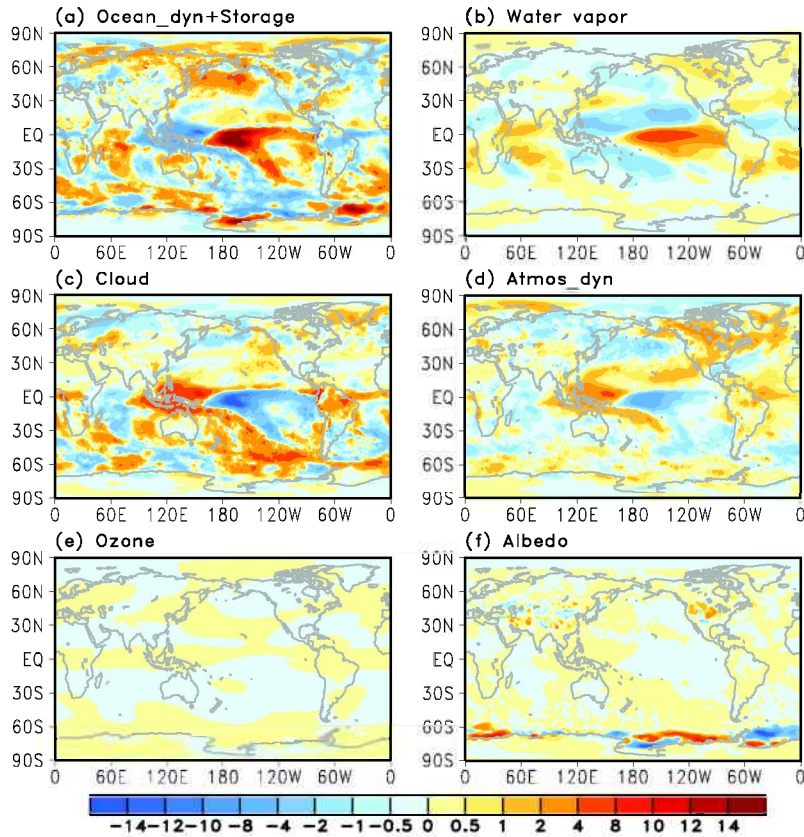 (a) Ocean_dyn+Storage
(b) Water vapor
90N
60N
30N
EQ
30S
60S
90S
0 60E 120E 180 120W 60W 0
90N
60N
30N
EQ
30S
60S
90S
0 60E 120E 180 120W 60W 0
(c) Cloud
(d) Atmos_dyn
90N
60N
30N
EQ
30S
60S
90S
0 60E 120E 180 120W 60W 0
90N
60N
30N
EQ
30S
60S
90S
0 60E 120E 180 120W 60W 0
(e) Ozone
(f) Albedo
90N
60N
30N
EQ
30S
60S
90S
0 60E 120E 180 120W 60W 0
90N
60N
30N
EQ
30S
60S
90S
0 60E 120E 180 120W 60W 0
-14 -12 -10 -8 -4 -2 -1 -0.5 0 0.5 1 2 4 8 10 12 14